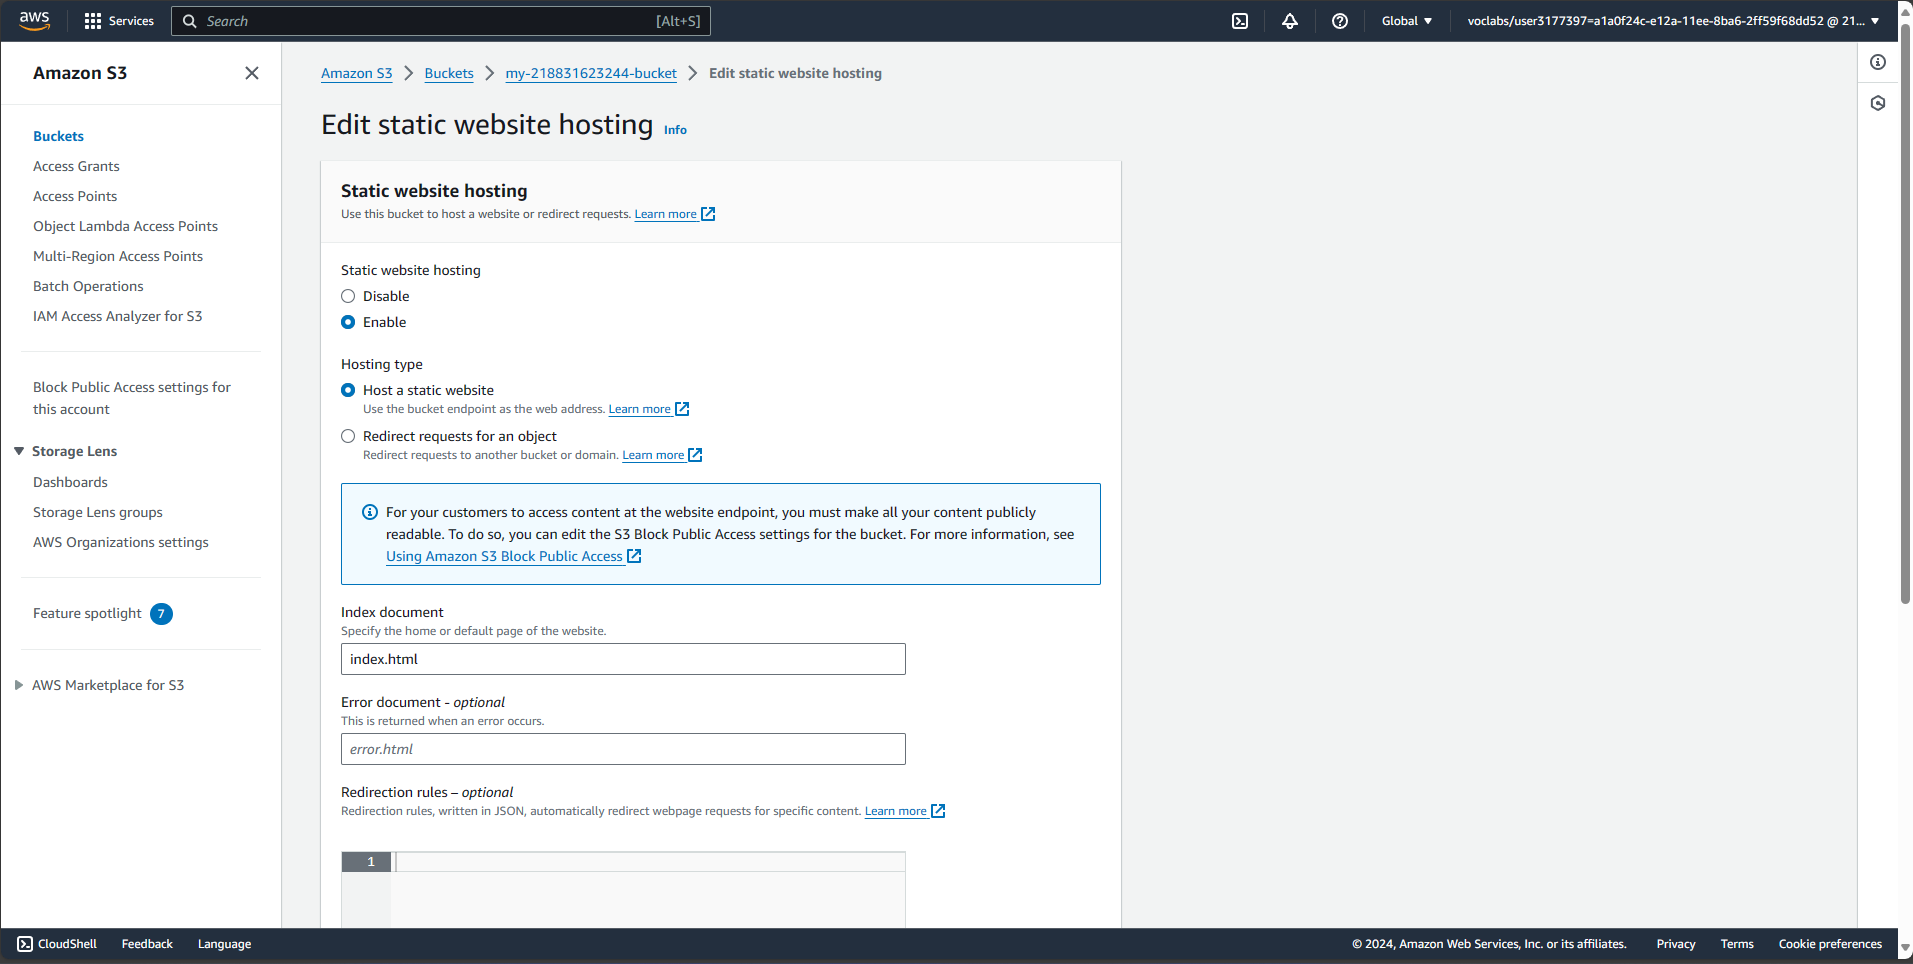 aws
Services
Search
[Alt+S]
Global
voclabs/user3177397=a1a0f24c-e12a-11ee-8ba6-2ff59f68dd52 @ 21...
Amazon S3
Buckets
Access Grants
Access Points
Object Lambda Access Points
Multi-Region Access Points
Batch Operations
IAM Access Analyzer for S3
Block Public Access settings for
this account
Storage Lens
Dashboards
Storage Lens groups
AWS Organizations settings
Feature spotlight 7
AWS Marketplace for S3
Amazon S3 > Buckets > my-218831623244-bucket > Edit static website hosting
Edit static website hosting Info
Static website hosting
Use this bucket to host a website or redirect requests. Learn more
Static website hosting
Disable
Enable
Hosting type
Host a static website
Use the bucket endpoint as the web address. Learn more
Redirect requests for an object
Redirect requests to another bucket or domain. Learn more
For your customers to access content at the website endpoint, you must make all your content publicly
readable. To do so, you can edit the S3 Block Public Access settings for the bucket. For more information, see
Using Amazon S3 Block Public Access
Index document
Specify the home or default page of the website.
index.html
Error document - optional
This is returned when an error occurs.
error.html
Redirection rules – optional
Redirection rules, written in JSON, automatically redirect webpage requests for specific content. Learn more
1
CloudShell
Feedback
Language
© 2024, Amazon Web Services, Inc. or its affiliates.
Privacy
Terms
Cookie preferences